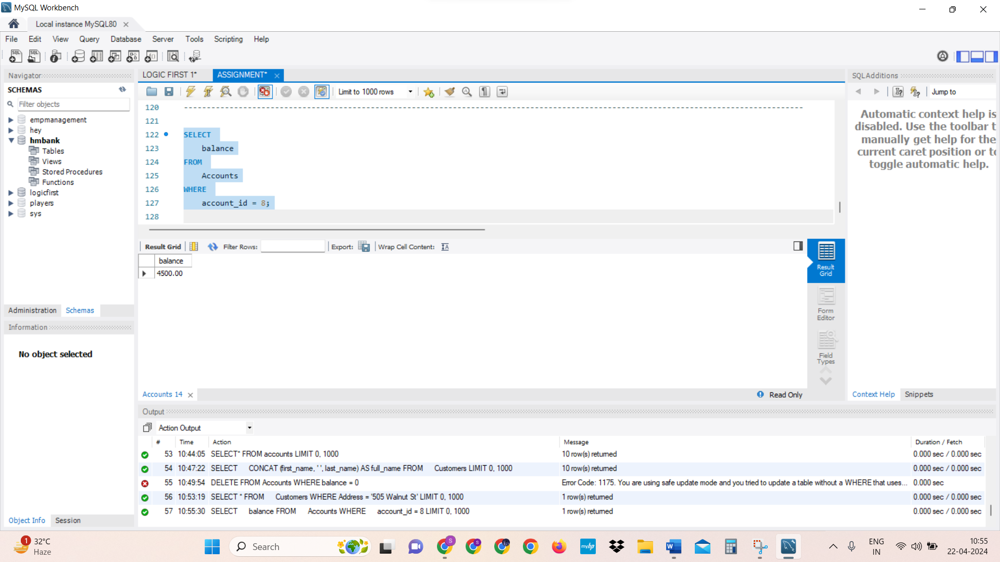 MySQL Workbench
Local instance MySQL80
File Edit View Query Database Server Tools Scripting Help
Navigator
SCHEMAS
Filter objects
empmanagement
hey
hmbank
Tables
Views
Stored Procedures
Functions
logicfirst
players
sys
Administration Schemas
Information
No object selected
Object Info Session
LOGIC FIRST 1* ASSIGNMENT*
Limit to 1000 rows
120 --------------------------------------------------------------------------------------------------------------------------------------
121
122 SELECT
123 balance
124 FROM
125 Accounts
126 WHERE
127 account_id = 8;
128
Result Grid Filter Rows: Export: Wrap Cell Content:
balance
4500.00
Result
Grid
Form
Editor
Field
Types
Accounts 14 Read Only
SQLAdditions
Jump to
Automatic context help is
disabled. Use the toolbar t
manually get help for the
current caret position or to
toggle automatic help.
Context Help Snippets
Output
Action Output
# Time Action Message Duration / Fetch
53 10:44:05 SELECT* FROM accounts LIMIT 0, 1000 10 row(s) returned 0.000 sec / 0.000 sec
54 10:47:22 SELECT CONCAT (first_name, ' ', last_name) AS full_name FROM Customers LIMIT 0, 1000 10 row(s) returned 0.000 sec / 0.000 sec
55 10:49:54 DELETE FROM Accounts WHERE balance = 0 Error Code: 1175. You are using safe update mode and you tried to update a table without a WHERE that uses... 0.000 sec
56 10:53:19 SELECT * FROM Customers WHERE Address = '505 Walnut St' LIMIT 0, 1000 1 row(s) returned 0.000 sec / 0.000 sec
57 10:55:30 SELECT balance FROM Accounts WHERE account_id = 8 LIMIT 0, 1000 1 row(s) returned 0.000 sec / 0.000 sec
1
32°C
Haze
Search
S
S
myhp
W
ENG
IN
10:55
22-04-2024